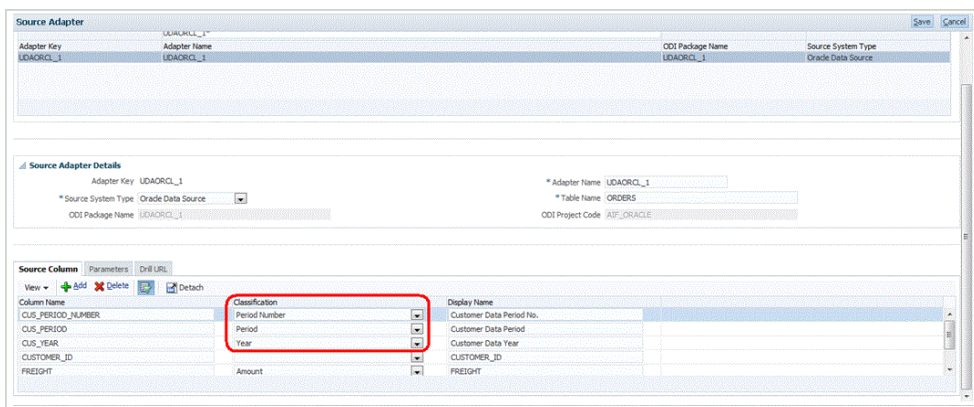 Source Adapter Save Cancel
UDAORCL_1*
Adapter Key Adapter Name ODI Package Name Source System Type
UDAORCL_1 UDAORCL_1 UDAORCL_1 Oracle Data Source
Source Adapter Details
Adapter Key UDAORCL_1 * Adapter Name UDAORCL_1
* Source System Type Oracle Data Source * Table Name ORDERS
ODI Package Name UDAORCL_1 ODI Project Code AIF_ORACLE
Source Column Parameters Drill URL
View Add Delete Detach
Column Name Classification Display Name
CUS_PERIOD_NUMBER Period Number Customer Data Period No.
CUS_PERIOD Period Customer Data Period
CUS_YEAR Year Customer Data Year
CUSTOMER_ID CUSTOMER_ID
FREIGHT Amount FREIGHT